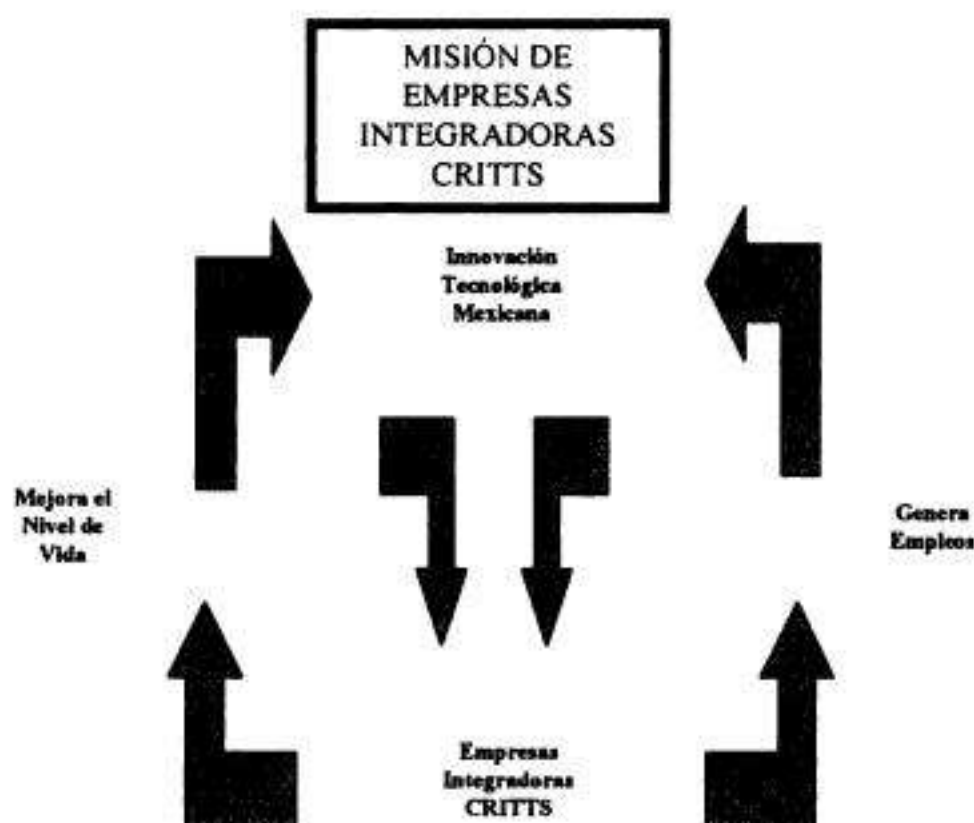 MISIÓN DE
EMPRESAS
INTEGRADORAS
CRITTS
Innovación
Tecnológica
Mexicana
Mejora el
Nivel de
Vida
Genera
Empleos
Empresas
Integradoras
CRITTS